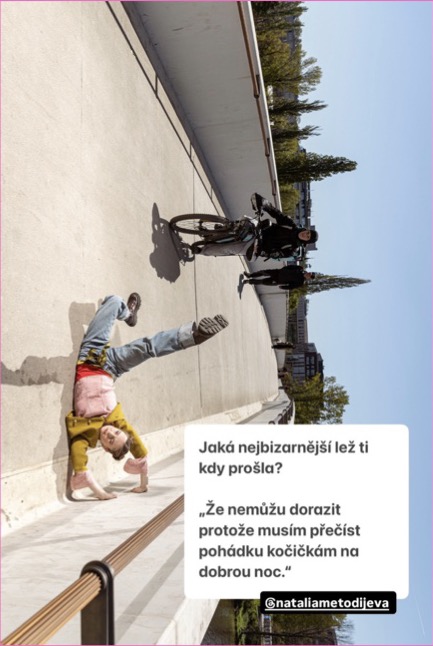 Jaká nejbizarnější lež ti
kdy prošla?
„Že nemůžu dorazit
protože musím přečíst
pohádku kočičkám na
dobrou noc.“
@nataliametodijeva